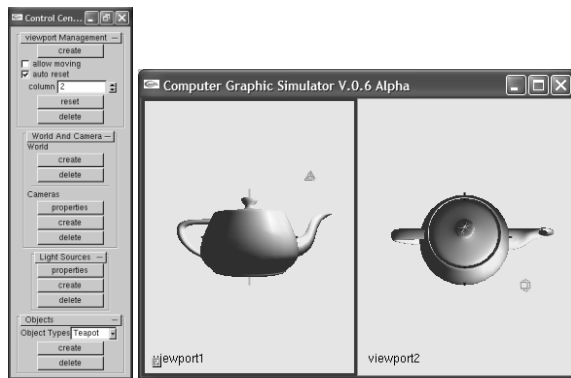 Control Cen...
viewport Management
create
allow moving
auto reset
column 2
reset
delete
World And Camera
World
create
delete
Cameras
properties
create
delete
Light Sources
properties
create
delete
Objects
Object Types Teapot
create
delete
Computer Graphic Simulator V.0.6 Alpha
viewport1
viewport2